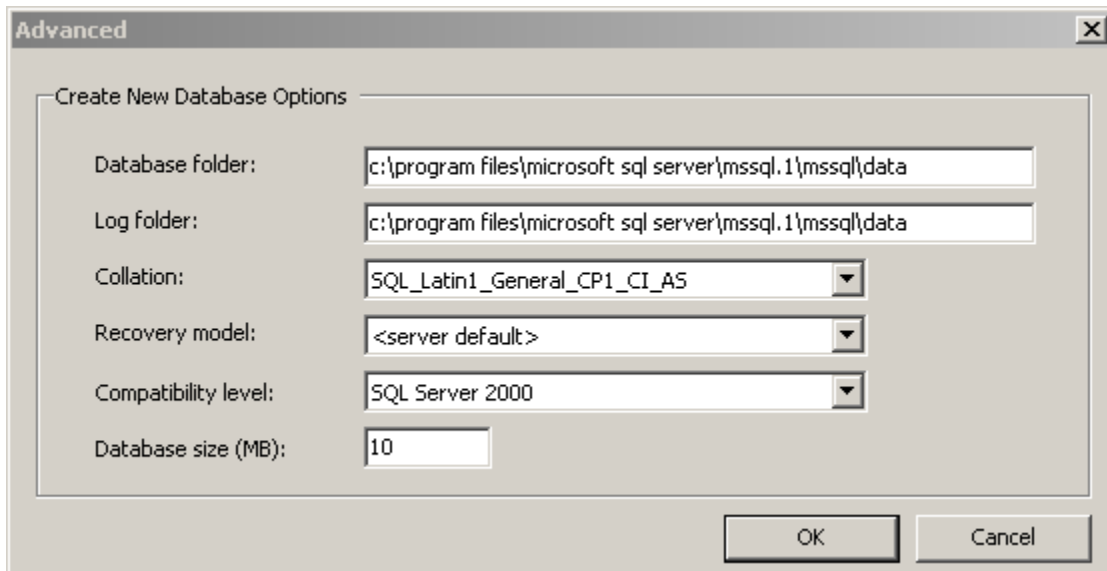 Advanced
Create New Database Options
Database folder: c:\program files\microsoft sql server\mssql.1\mssql\data
Log folder: c:\program files\microsoft sql server\mssql.1\mssql\data
Collation: SQL_Latin1_General_CP1_CI_AS
Recovery model: <server default>
Compatibility level: SQL Server 2000
Database size (MB): 10
OK Cancel